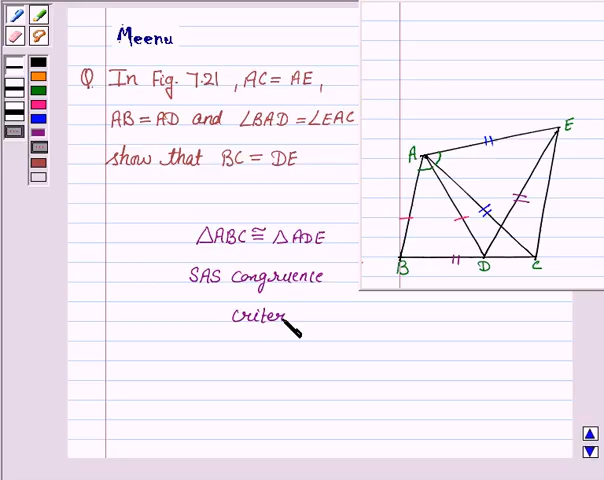 Meenu
Q. In Fig. 7.21, AC = AE,
AB = AD and ∠BAD = ∠EAC
show that BC = DE
△ABC ≅ △ADE
SAS congruence
criter
E
A
B
D
C